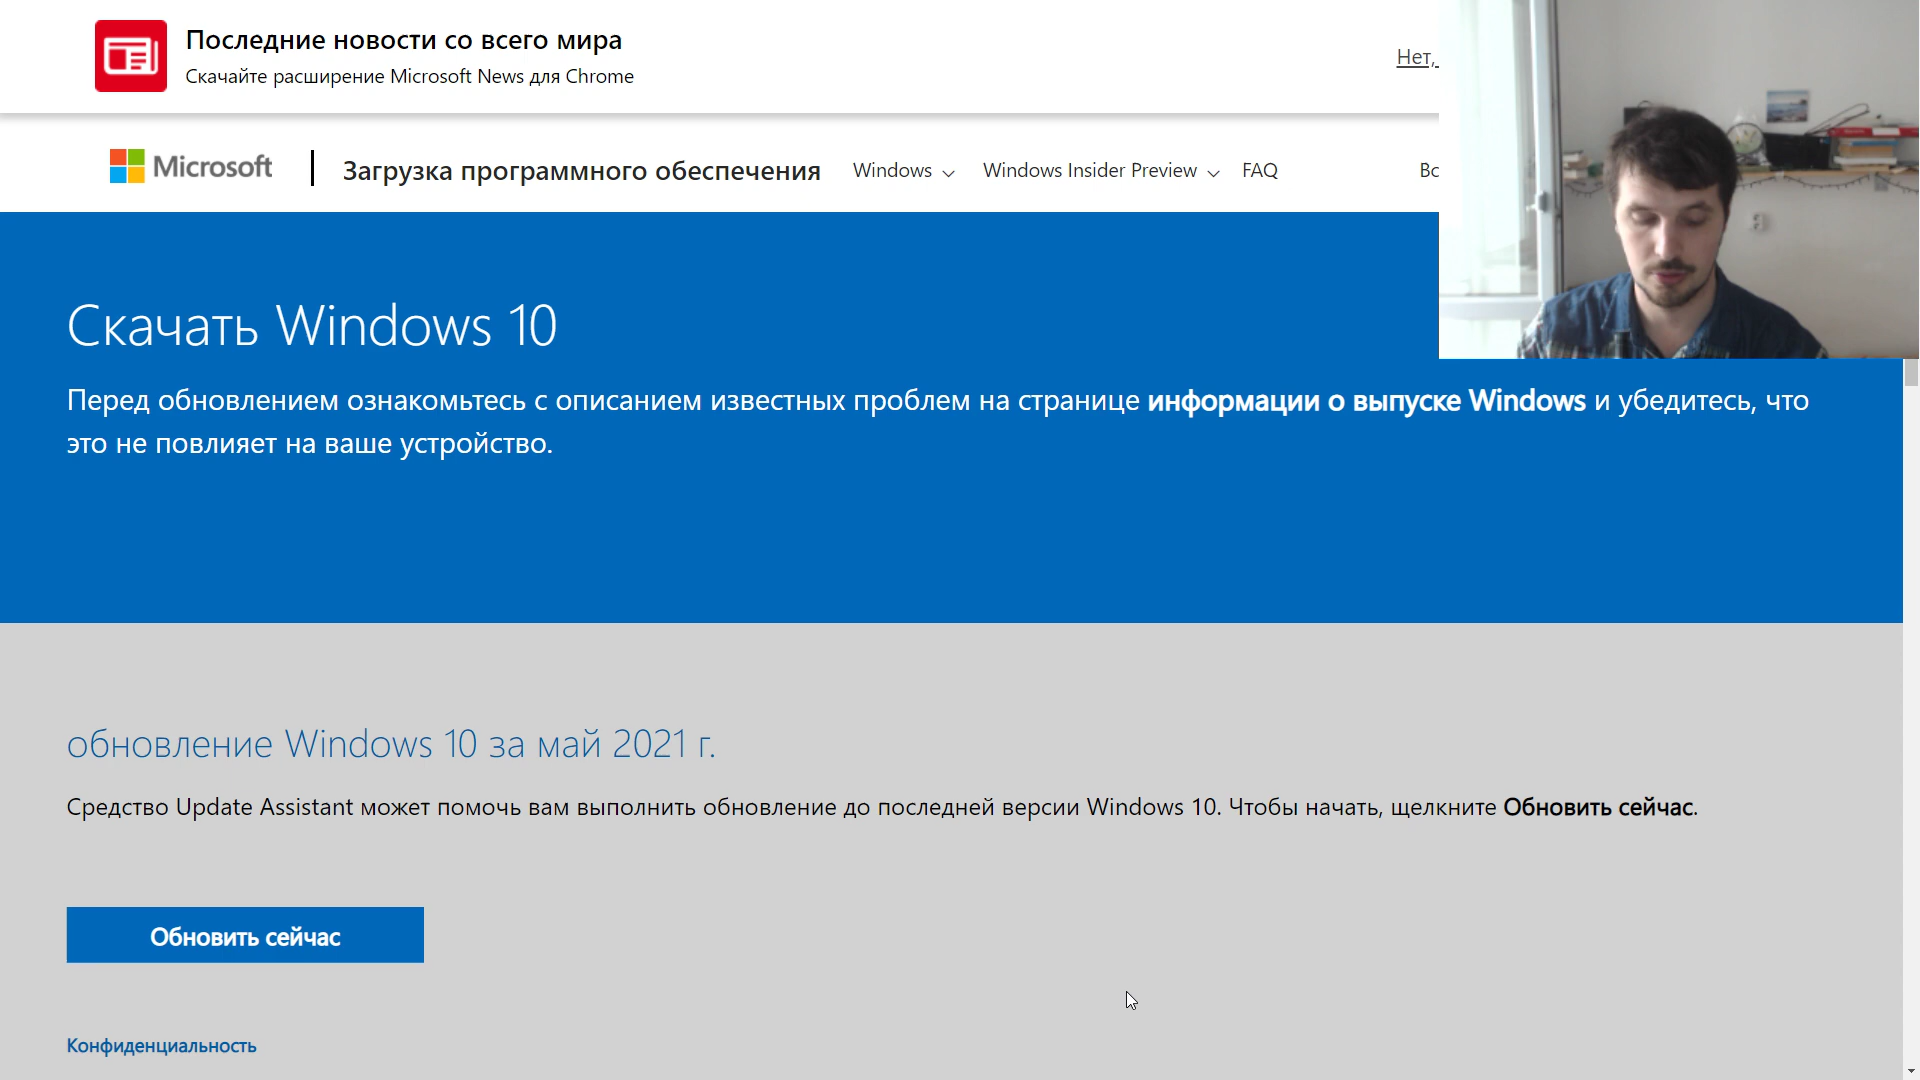 Последние новости со всего мира
Скачайте расширение Microsoft News для Chrome
Нет,
Microsoft
Загрузка программного обеспечения
Windows
Windows Insider Preview
FAQ
Вс
Скачать Windows 10
Перед обновлением ознакомьтесь с описанием известных проблем на странице информации о выпуске Windows и убедитесь, что
это не повлияет на ваше устройство.
обновление Windows 10 за май 2021 г.
Средство Update Assistant может помочь вам выполнить обновление до последней версии Windows 10. Чтобы начать, щелкните Обновить сейчас.
Обновить сейчас
Конфиденциальность